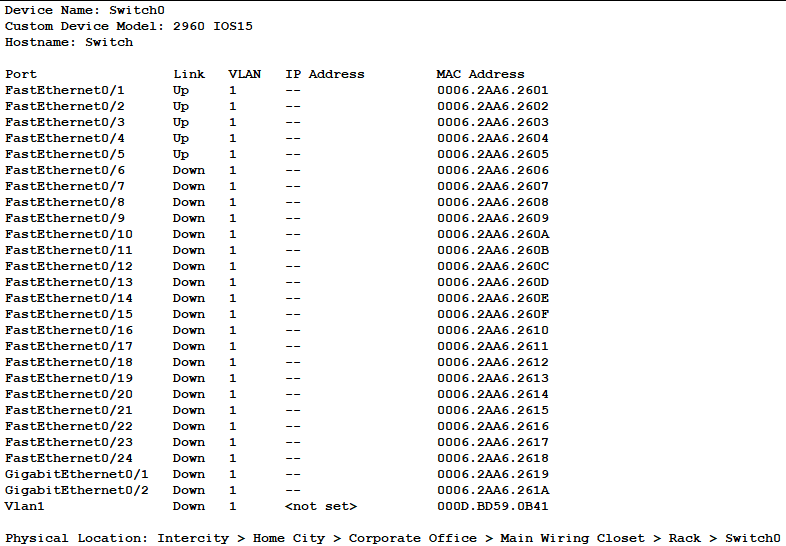 Device Name: Switch0
Custom Device Model: 2960 IOS15
Hostname: Switch
Port Link VLAN IP Address MAC Address
FastEthernet0/1 Up 1 -- 0006.2AA6.2601
FastEthernet0/2 Up 1 -- 0006.2AA6.2602
FastEthernet0/3 Up 1 -- 0006.2AA6.2603
FastEthernet0/4 Up 1 -- 0006.2AA6.2604
FastEthernet0/5 Up 1 -- 0006.2AA6.2605
FastEthernet0/6 Down 1 -- 0006.2AA6.2606
FastEthernet0/7 Down 1 -- 0006.2AA6.2607
FastEthernet0/8 Down 1 -- 0006.2AA6.2608
FastEthernet0/9 Down 1 -- 0006.2AA6.2609
FastEthernet0/10 Down 1 -- 0006.2AA6.260A
FastEthernet0/11 Down 1 -- 0006.2AA6.260B
FastEthernet0/12 Down 1 -- 0006.2AA6.260C
FastEthernet0/13 Down 1 -- 0006.2AA6.260D
FastEthernet0/14 Down 1 -- 0006.2AA6.260E
FastEthernet0/15 Down 1 -- 0006.2AA6.260F
FastEthernet0/16 Down 1 -- 0006.2AA6.2610
FastEthernet0/17 Down 1 -- 0006.2AA6.2611
FastEthernet0/18 Down 1 -- 0006.2AA6.2612
FastEthernet0/19 Down 1 -- 0006.2AA6.2613
FastEthernet0/20 Down 1 -- 0006.2AA6.2614
FastEthernet0/21 Down 1 -- 0006.2AA6.2615
FastEthernet0/22 Down 1 -- 0006.2AA6.2616
FastEthernet0/23 Down 1 -- 0006.2AA6.2617
FastEthernet0/24 Down 1 -- 0006.2AA6.2618
GigabitEthernet0/1 Down 1 -- 0006.2AA6.2619
GigabitEthernet0/2 Down 1 -- 0006.2AA6.261A
Vlan1 Down 1 <not set> 000D.BD59.0B41
Physical Location: Intercity > Home City > Corporate Office > Main Wiring Closet > Rack > Switch0